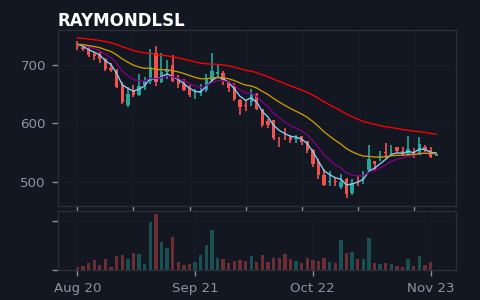 RAYMONDLSL
700
600
500
Aug 20
Sep 21
Oct 22
Nov 23